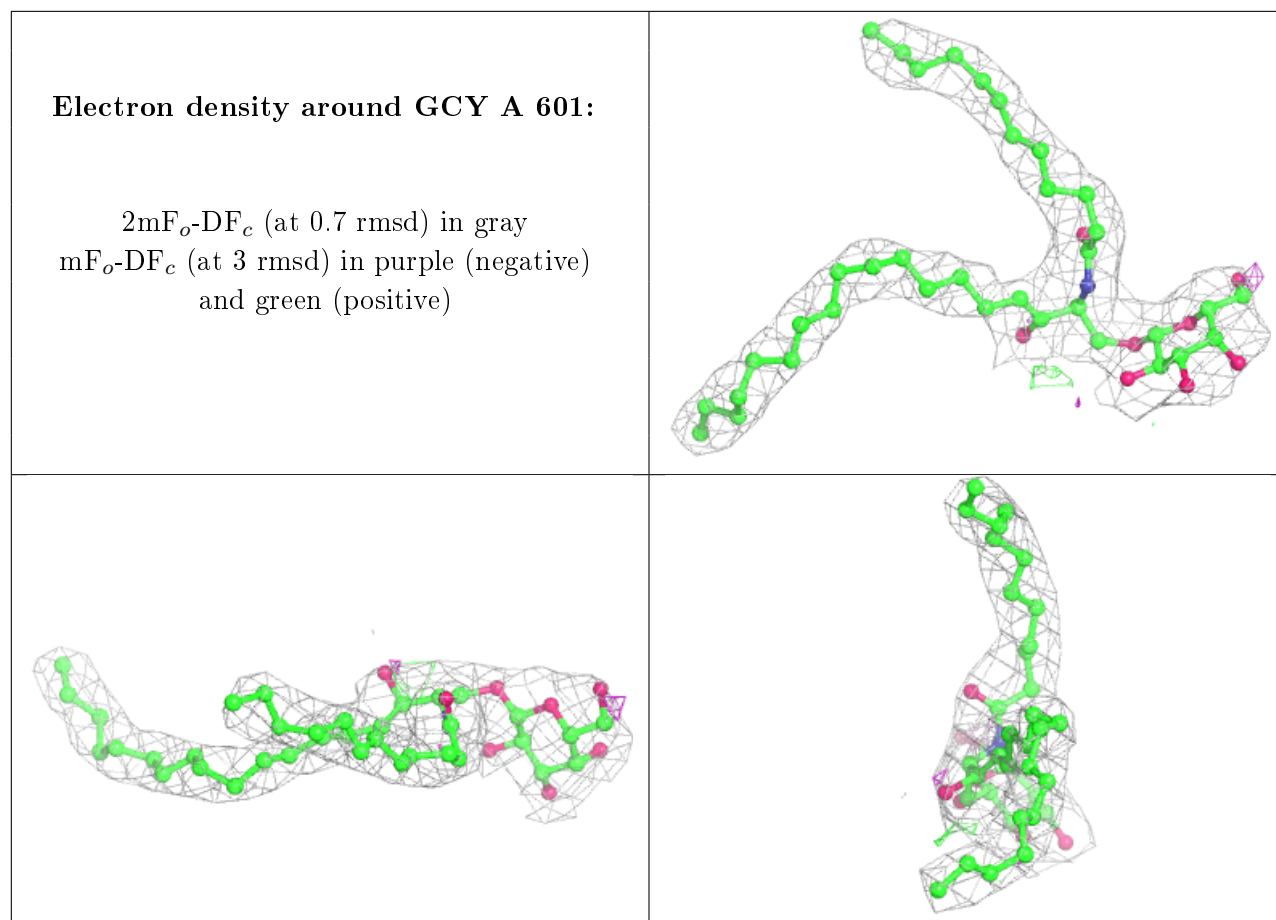 Electron density around GCY A 601:
2mFo-DFc (at 0.7 rmsd) in gray
mFo-DFc (at 3 rmsd) in purple (negative)
and green (positive)